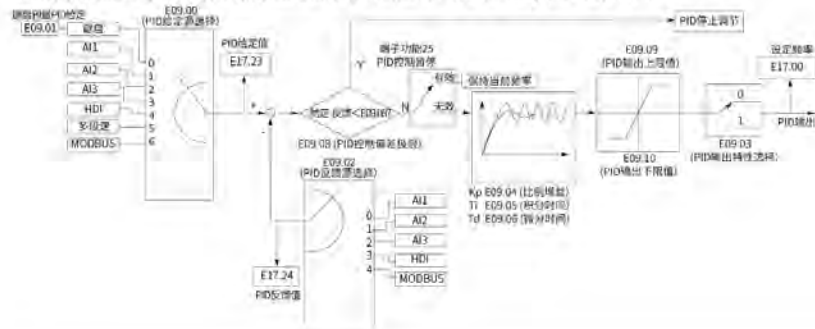 键盘预置PID给定
E09.01
键盘
AI1
AI2
AI3
HDI
多段速
MODBUS
0
1
2
3
4
5
6
E09.00
(PID给定源选择)
PID给定值
E17.23
Y
N
E09.08 (PID控制偏差极限)
端子功能25
PID控制暂停
有效
无效
保持当前频率
PID停止调节
Kp E09.04 (比例增益)
Ti E09.05 (积分时间)
Td E09.06 (微分时间)
E09.09
(PID输出上限值)
E09.10
(PID输出下限值)
0
1
E09.03
(PID输出特性选择)
设定频率
E17.00
PID输出
E09.02
(PID反馈源选择)
0
1
2
3
4
AI1
AI2
AI3
HDI
MODBUS
E17.24
PID反馈值